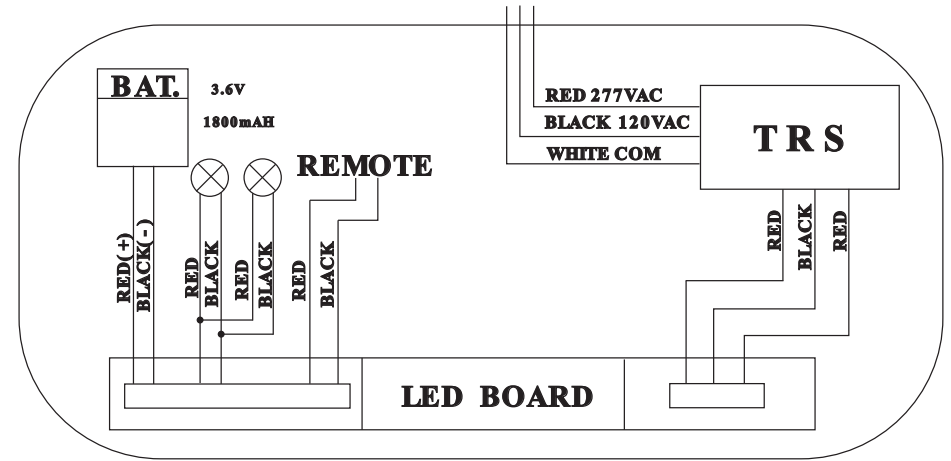 BAT.
3.6V
1800mAH
REMOTE
RED 277VAC
BLACK 120VAC
WHITE COM
TRS
RED(+)
BLACK(-)
RED
BLACK
RED
BLACK
RED
BLACK
RED
BLACK
RED
LED BOARD